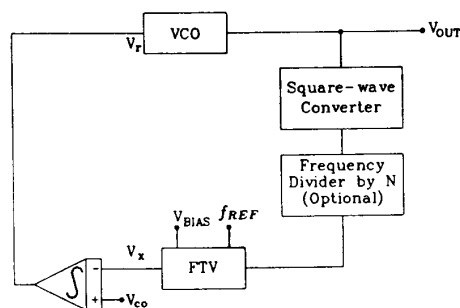 V_r
VCO
V_OUT
Square-wave
Converter
Frequency
Divider by N
(Optional)
V_BIAS
f_REF
V_x
FTV
∫
−
+
V_co